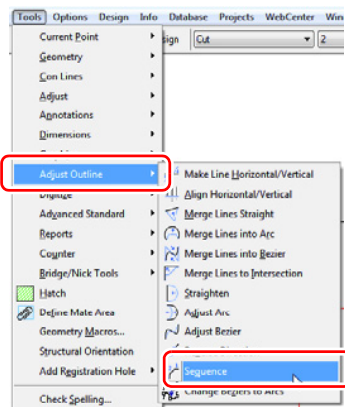 Tools Options Design Info Database Projects WebCenter
Current Point
Cut 2
Geometry
Con Lines
Adjust
Annotations
Dimensions
Adjust Outline
Make Line Horizontal/Vertical
Digitize
Align Horizontal/Vertical
Advanced Standard
Merge Lines Straight
Reports
Merge Lines into Arc
Counter
Merge Lines into Bezier
Bridge/Nick Tools
Merge Lines to Intersection
Hatch
Straighten
Define Mate Area
Adjust Arc
Geometry Macros...
Adjust Bezier
Structural Orientation
Add Registration Hole
Sequence
Check Spelling...
Change Beziers to Arcs